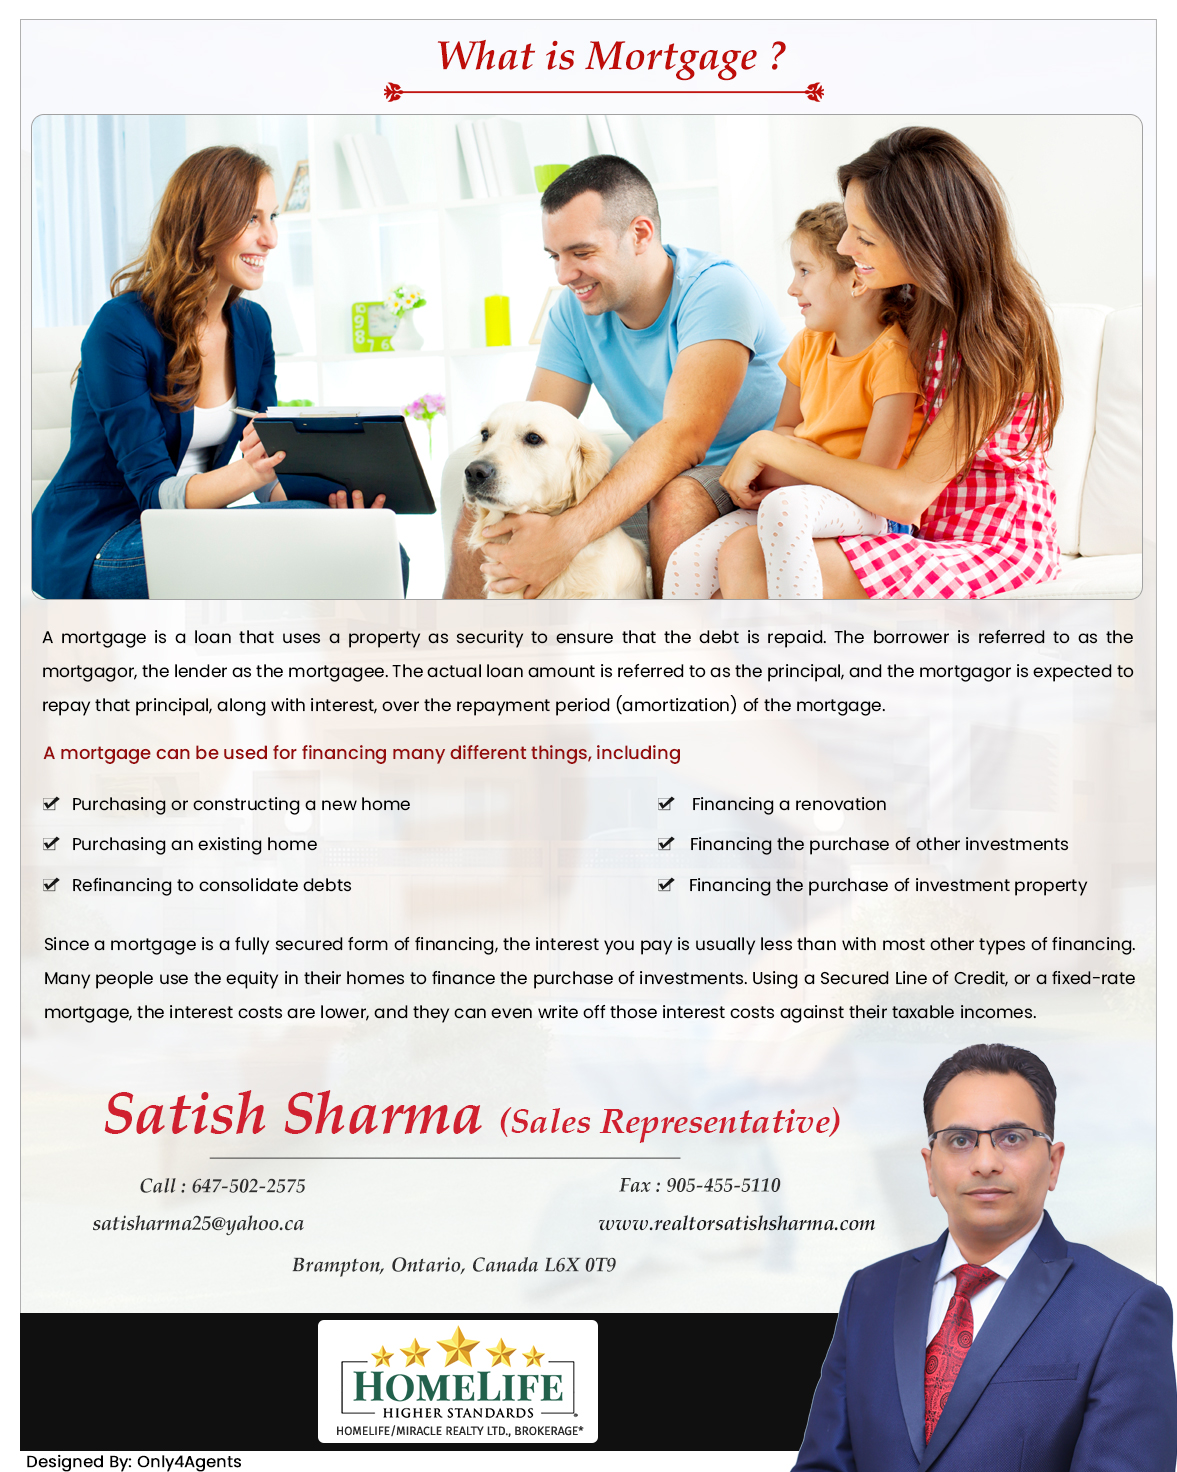 What is Mortgage ?
A mortgage is a loan that uses a property as security to ensure that the debt is repaid. The borrower is referred to as the
mortgagor, the lender as the mortgagee. The actual loan amount is referred to as the principal, and the mortgagor is expected to
repay that principal, along with interest, over the repayment period (amortization) of the mortgage.
A mortgage can be used for financing many different things, including
Purchasing or constructing a new home
Purchasing an existing home
Refinancing to consolidate debts
Financing a renovation
Financing the purchase of other investments
Financing the purchase of investment property
Since a mortgage is a fully secured form of financing, the interest you pay is usually less than with most other types of financing.
Many people use the equity in their homes to finance the purchase of investments. Using a Secured Line of Credit, or a fixed-rate
mortgage, the interest costs are lower, and they can even write off those interest costs against their taxable incomes.
Satish Sharma (Sales Representative)
Call : 647-502-2575
Fax : 905-455-5110
satisharma25@yahoo.ca
www.realtorsatishsharma.com
Brampton, Ontario, Canada L6X 0T9
HOMELIFE
HIGHER STANDARDS
HOMELIFE/MIRACLE REALTY LTD., BROKERAGE*
Designed By: Only4Agents